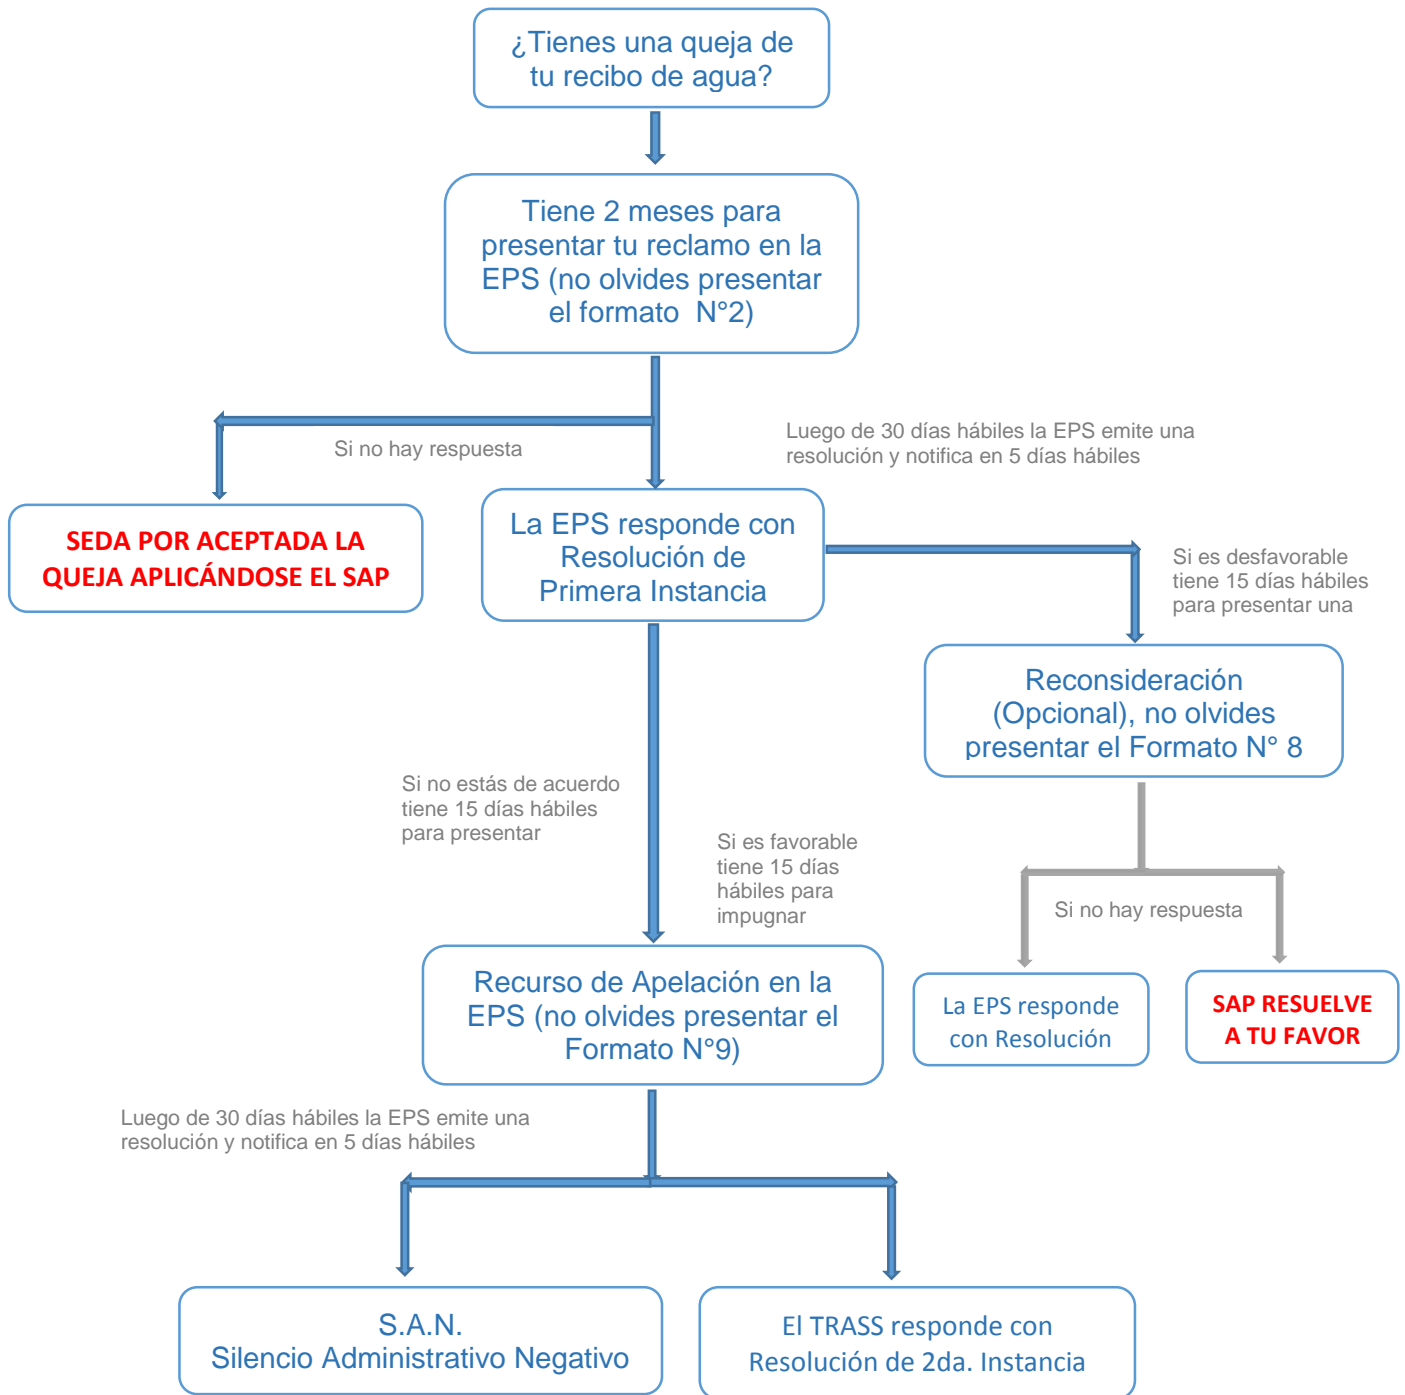 ¿Tienes una queja de
tu recibo de agua?
Tiene 2 meses para
presentar tu reclamo en la
EPS (no olvides presentar
el formato N°2)
Si no hay respuesta
Luego de 30 días hábiles la EPS emite una
resolución y notifica en 5 días hábiles
SEDA POR ACEPTADA LA
QUEJA APLICÁNDOSE EL SAP
La EPS responde con
Resolución de
Primera Instancia
Si es desfavorable
tiene 15 días hábiles
para presentar una
Reconsideración
(Opcional), no olvides
presentar el Formato N° 8
Si no estás de acuerdo
tiene 15 días hábiles
para presentar
Si es favorable
tiene 15 días
hábiles para
impugnar
Si no hay respuesta
Recurso de Apelación en la
EPS (no olvides presentar el
Formato N°9)
La EPS responde
con Resolución
SAP RESUELVE
A TU FAVOR
Luego de 30 días hábiles la EPS emite una
resolución y notifica en 5 días hábiles
S.A.N.
Silencio Administrativo Negativo
El TRASS responde con
Resolución de 2da. Instancia